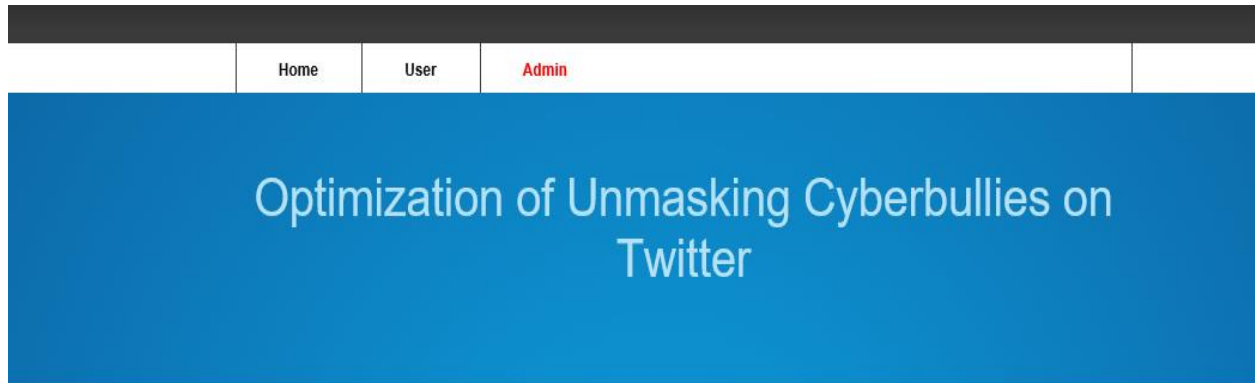 Home User Admin
Optimization of Unmasking Cyberbullies on
Twitter